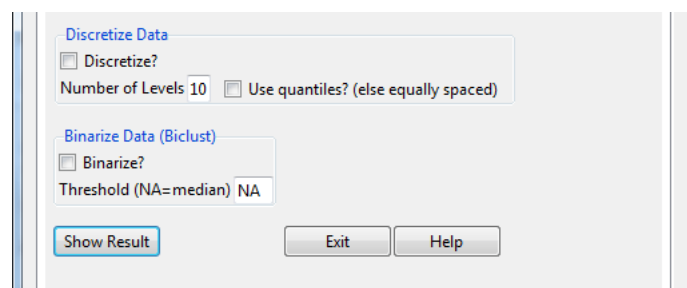 Discretize Data
Discretize?
Number of Levels 10 Use quantiles? (else equally spaced)
Binarize Data (Biclust)
Binarize?
Threshold (NA=median) NA
Show Result Exit Help